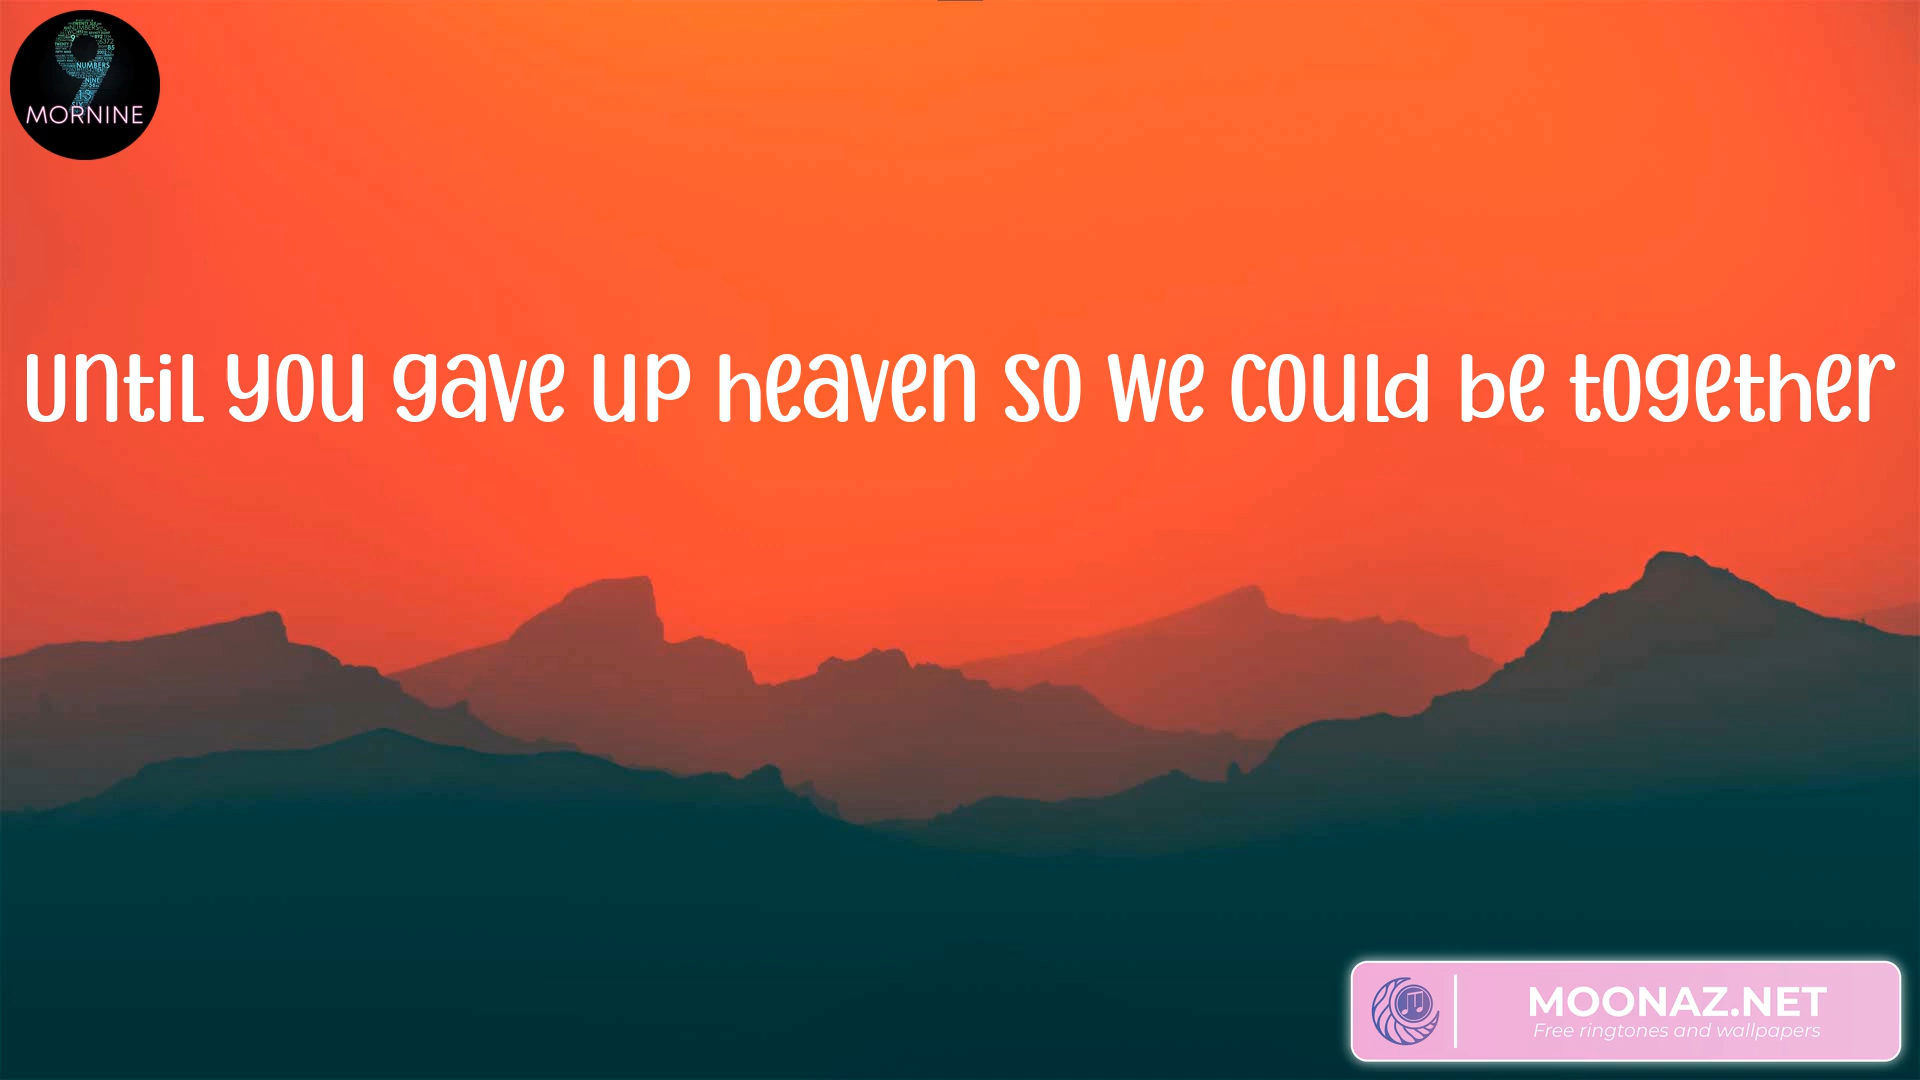 MORNINE
until you gave up heaven so we could be together
MOONAZ.NET
Free ringtones and wallpapers